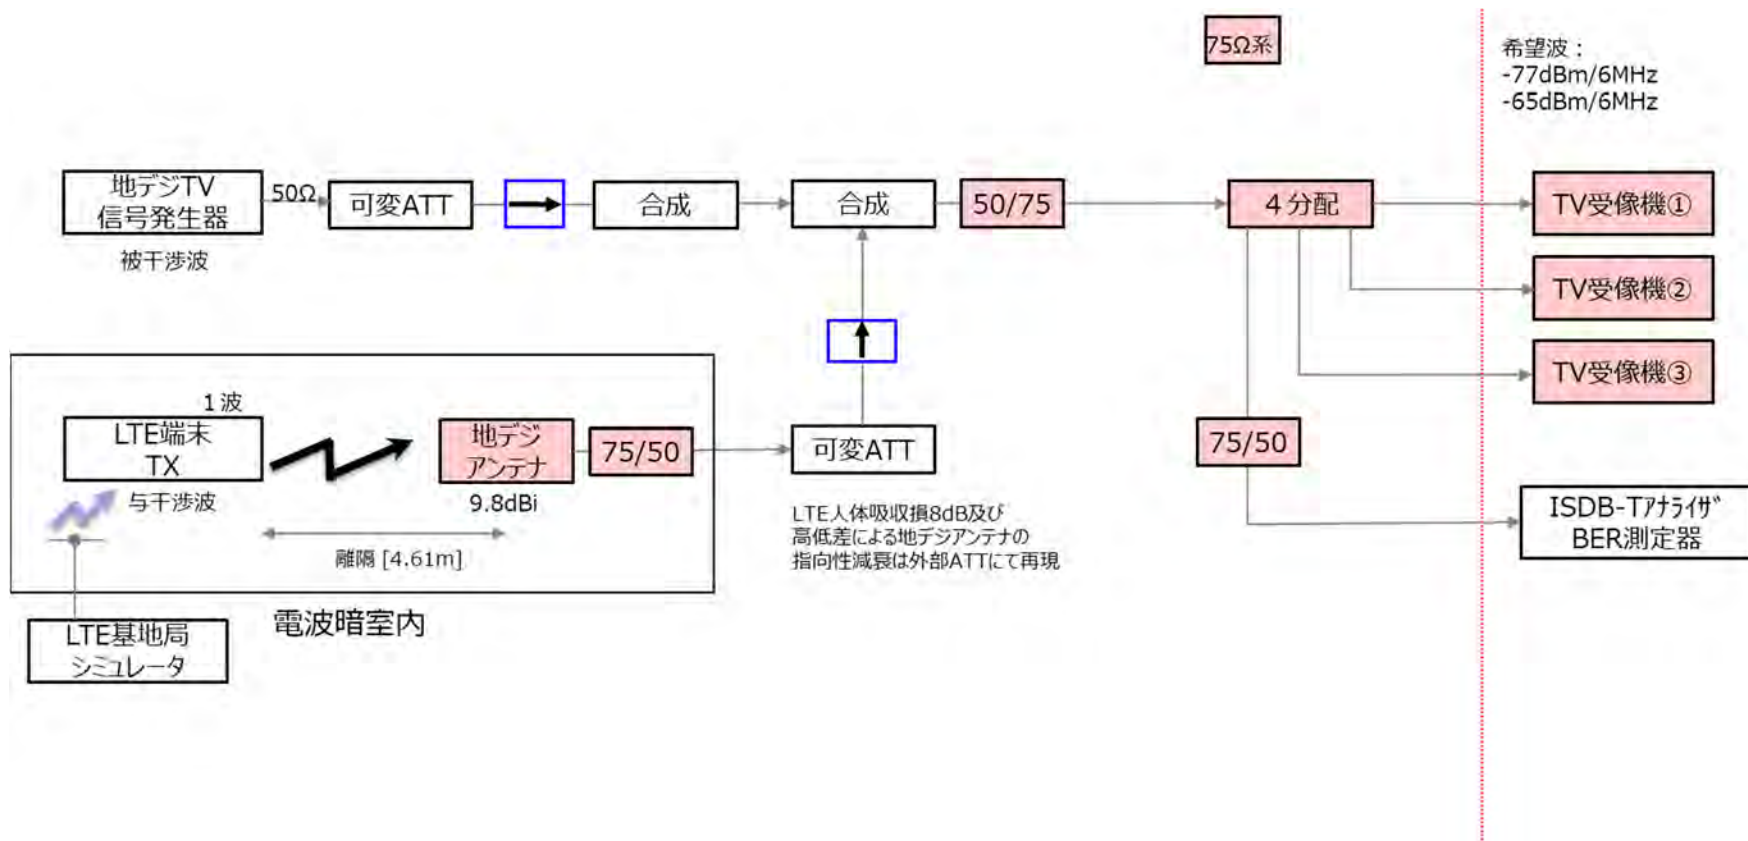 75Ω系
希望波：
-77dBm/6MHz
-65dBm/6MHz
地デジTV
信号発生器
50Ω
可変ATT
合成
合成
50/75
４分配
TV受像機①
被干渉波
TV受像機②
TV受像機③
１波
LTE端末
TX
与干渉波
地デジ
アンテナ
9.8dBi
75/50
可変ATT
75/50
離隔 [4.61m]
LTE人体吸収損8dB及び
高低差による地デジアンテナの
指向性減衰は外部ATTにて再現
ISDB-Tｱﾅﾗｲｻﾞ
BER測定器
電波暗室内
LTE基地局
シミュレータ